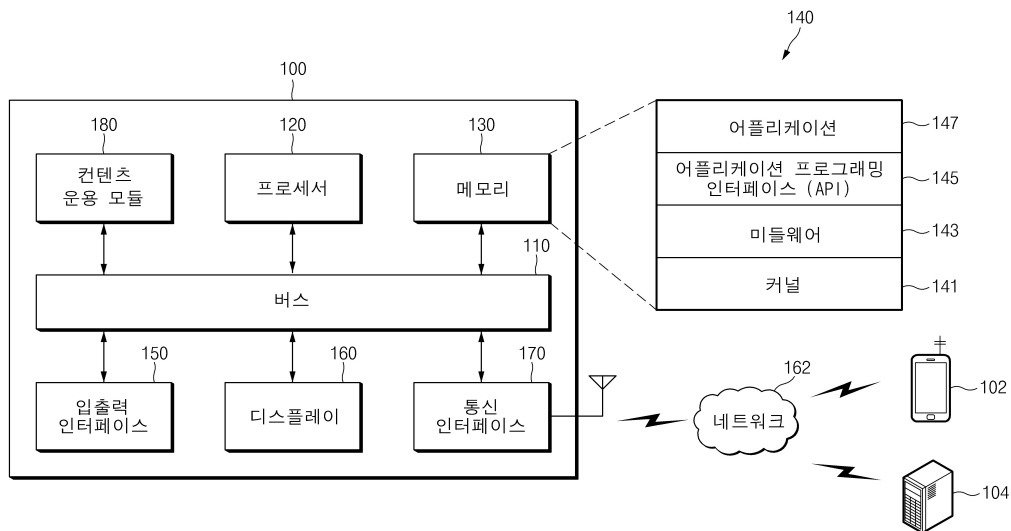 140
100
180
120
130
컨텐츠
운용 모듈
프로세서
메모리
어플리케이션
147
어플리케이션 프로그래밍
인터페이스 (API)
145
미들웨어
143
커널
141
110
버스
150
160
170
입출력
인터페이스
디스플레이
통신
인터페이스
162
네트워크
102
104